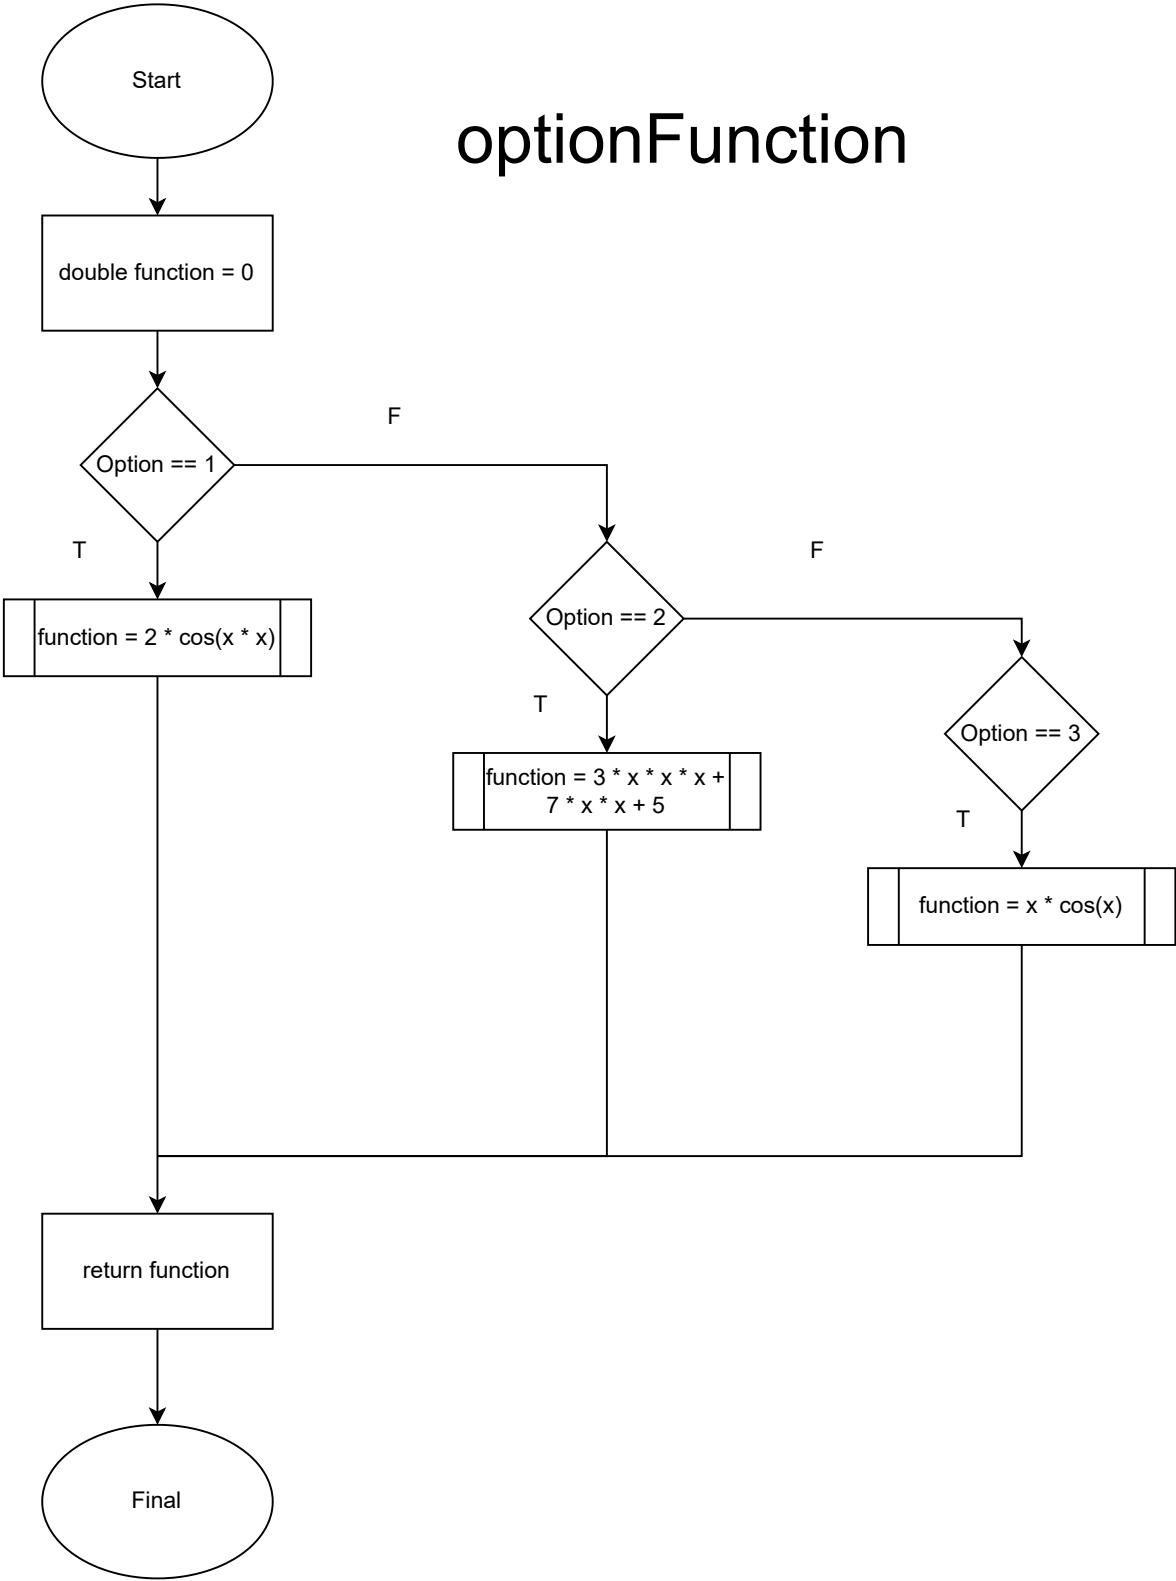 Start
optionFunction
double function = 0
F
Option == 1
T
F
function = 2 * cos(x * x)
Option == 2
T
Option == 3
function = 3 * x * x * x +
7 * x * x + 5
T
function = x * cos(x)
return function
Final